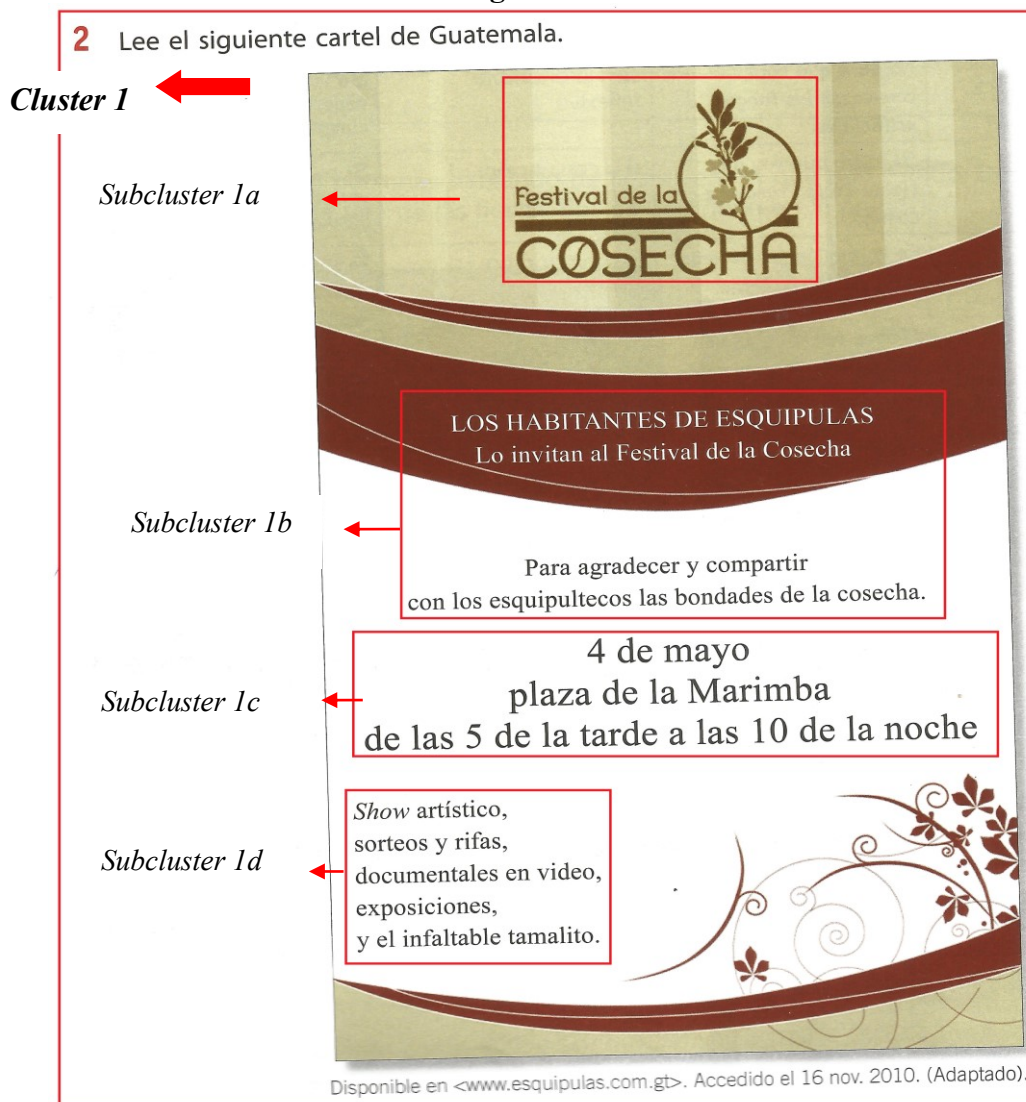 2 Lee el siguiente cartel de Guatemala.
Cluster 1
Subcluster 1a
Festival de la
COSECHA
LOS HABITANTES DE ESQUIPULAS
Lo invitan al Festival de la Cosecha
Subcluster 1b
Para agradecer y compartir
con los esquipultecos las bondades de la cosecha.
4 de mayo
plaza de la Marimba
Subcluster 1c
de las 5 de la tarde a las 10 de la noche
Show artístico,
sorteos y rifas,
Subcluster 1d
documentales en video,
exposiciones,
y el infaltable tamalito.
Disponible en <www.esquipulas.com.gt>. Accedido el 16 nov. 2010. (Adaptado).